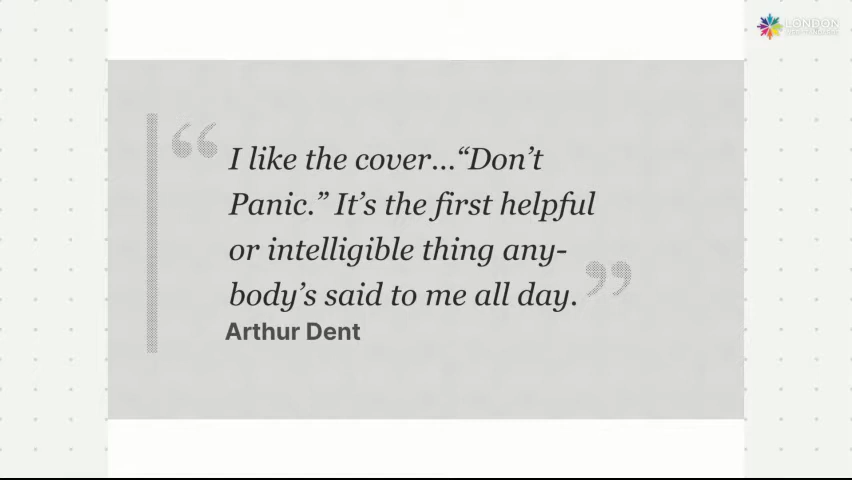 LONDON
I like the cover...“Don’t
Panic.” It’s the first helpful
or intelligible thing any-
body’s said to me all day.
Arthur Dent